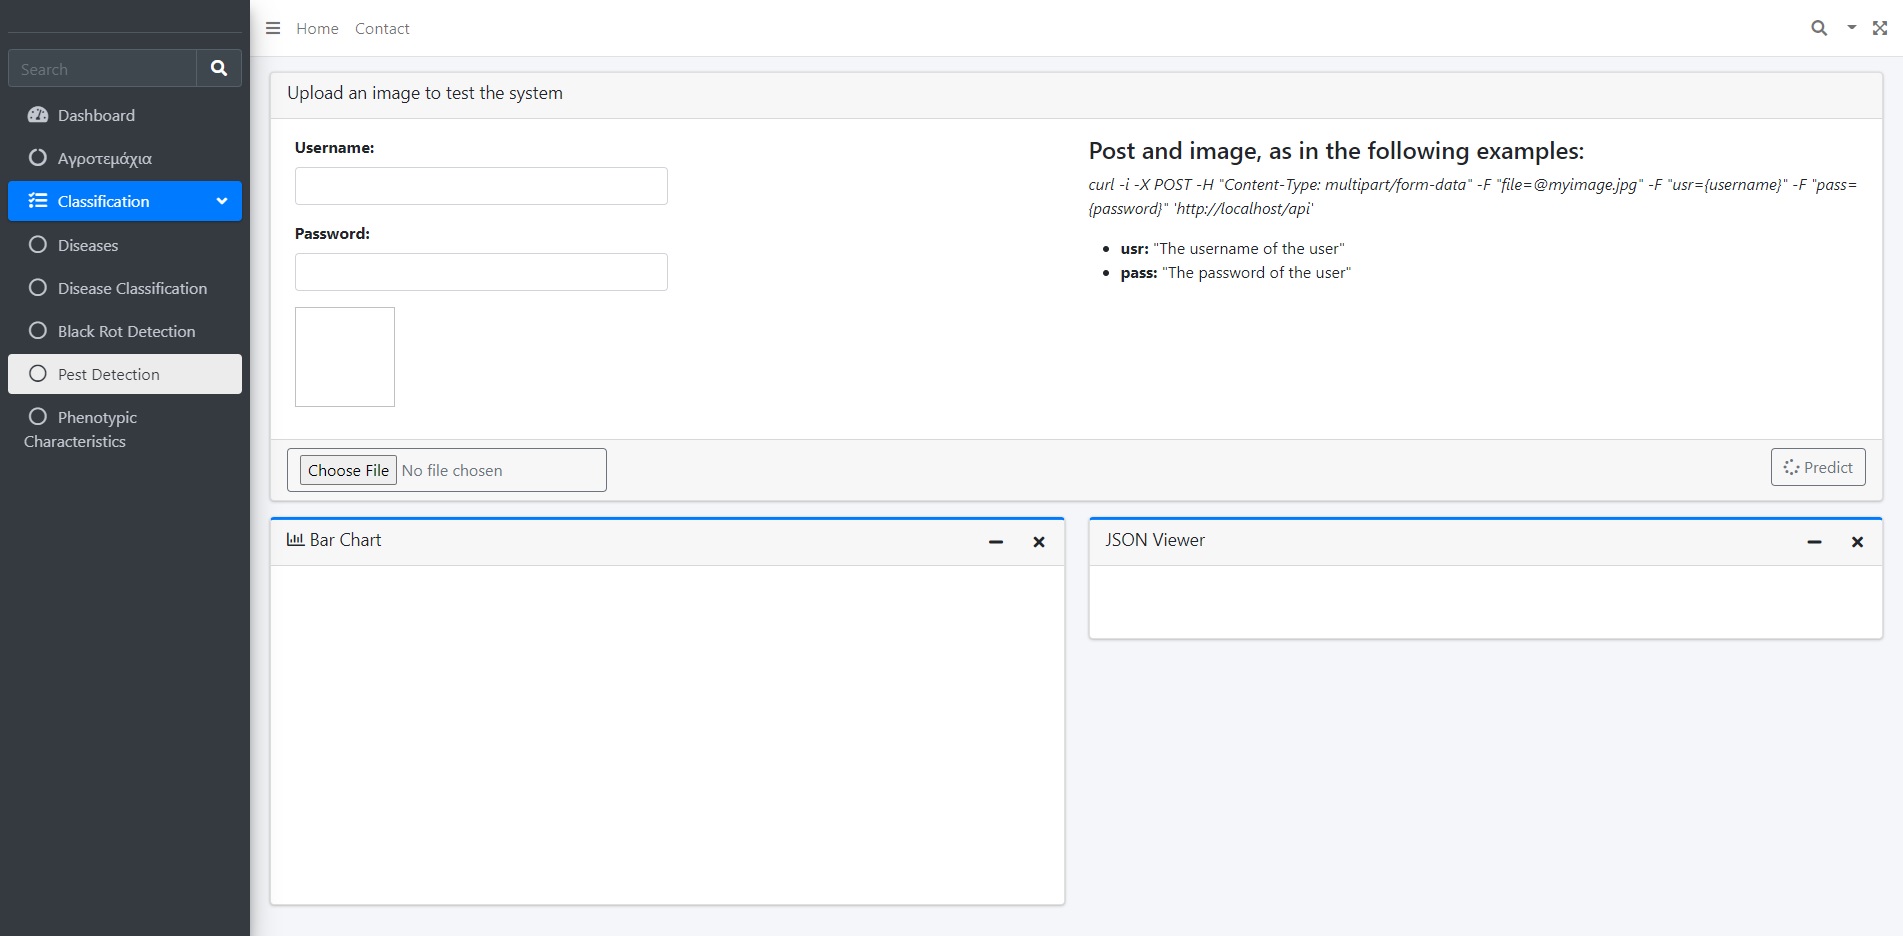 Search
Dashboard
Αγροτεμάχια
Classification
Diseases
Disease Classification
Black Rot Detection
Pest Detection
Phenotypic
Characteristics
Home Contact
Upload an image to test the system
Username:
Password:
Post and image, as in the following examples:
curl -i -X POST -H "Content-Type: multipart/form-data" -F "file=@myimage.jpg" -F "usr={username}" -F "pass=
{password}" 'http://localhost/api'
usr: "The username of the user"
pass: "The password of the user"
Choose File No file chosen
Predict
Bar Chart
JSON Viewer